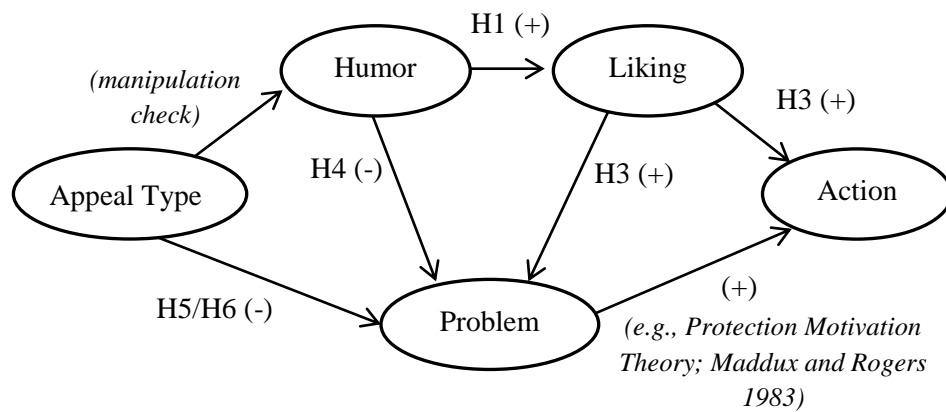 H1 (+)
Humor
Liking
(manipulation
check)
H3 (+)
H4 (-)
H3 (+)
Appeal Type
Action
H5/H6 (-)
Problem
(+)
(e.g., Protection Motivation
Theory; Maddux and Rogers
1983)